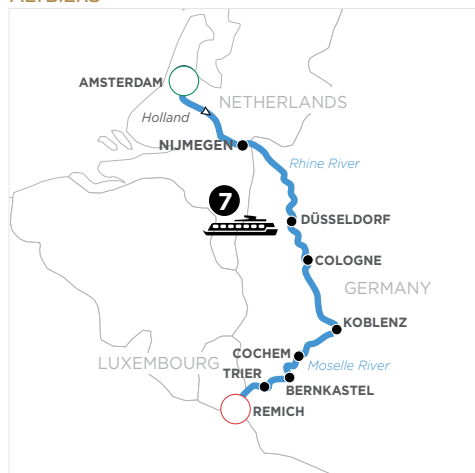 AMSTERDAM
NETHERLANDS
Holland
NIJMEGEN
Rhine River
7
DÜSSELDORF
COLOGNE
GERMANY
KOBLENZ
COCHEM
LUXEMBOURG
Moselle River
TRIER
BERNKASTEL
REMICH